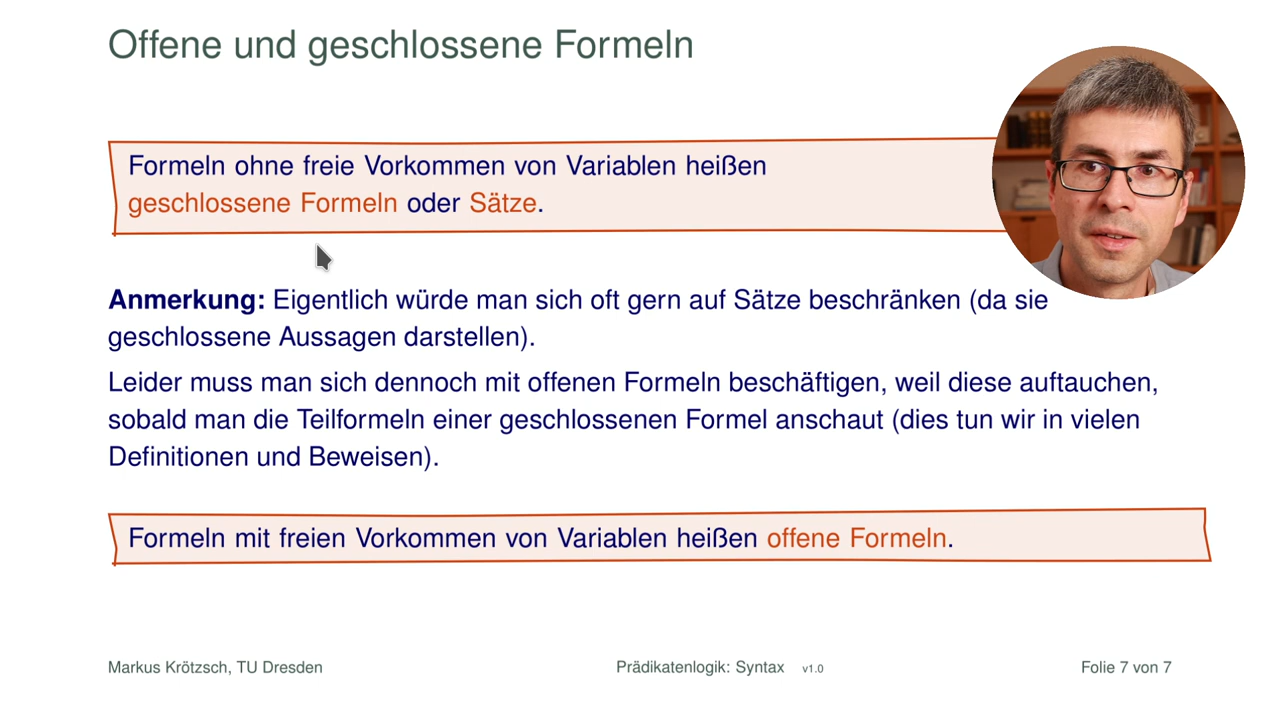 Offene und geschlossene Formeln
Formeln ohne freie Vorkommen von Variablen heißen
geschlossene Formeln oder Sätze.
Anmerkung: Eigentlich würde man sich oft gern auf Sätze beschränken (da sie
geschlossene Aussagen darstellen).
Leider muss man sich dennoch mit offenen Formeln beschäftigen, weil diese auftauchen,
sobald man die Teilformeln einer geschlossenen Formel anschaut (dies tun wir in vielen
Definitionen und Beweisen).
Formeln mit freien Vorkommen von Variablen heißen offene Formeln.
Markus Krötzsch, TU Dresden Prädikatenlogik: Syntax v1.0 Folie 7 von 7